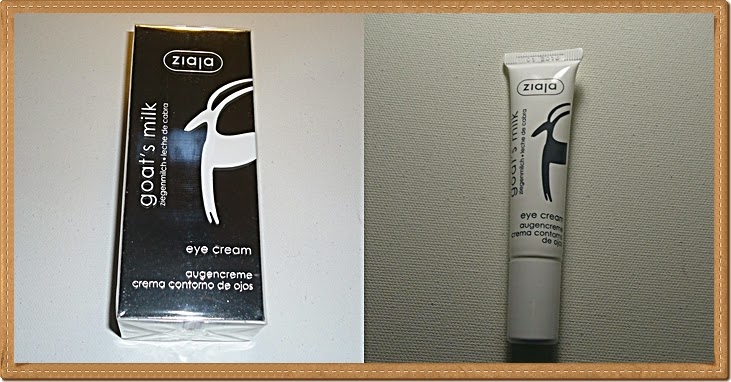 ziaja
goat's milk
ziegenmilch • leche de cabra
eye cream
augencreme
crema contorno de ojos
ziaja
goat's milk
ziegenmilch • leche de cabra
eye cream
augencreme
crema contorno
de ojos